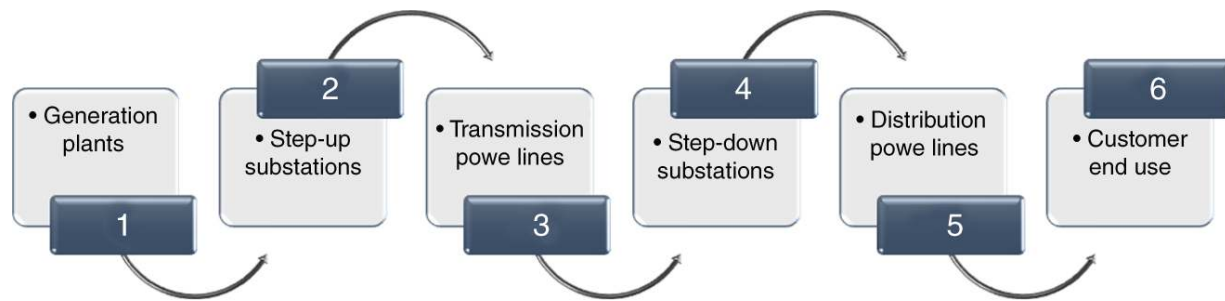 • Generation
plants
1
2
• Step-up
substations
• Transmission
powe lines
3
4
• Step-down
substations
• Distribution
powe lines
5
6
• Customer
end use